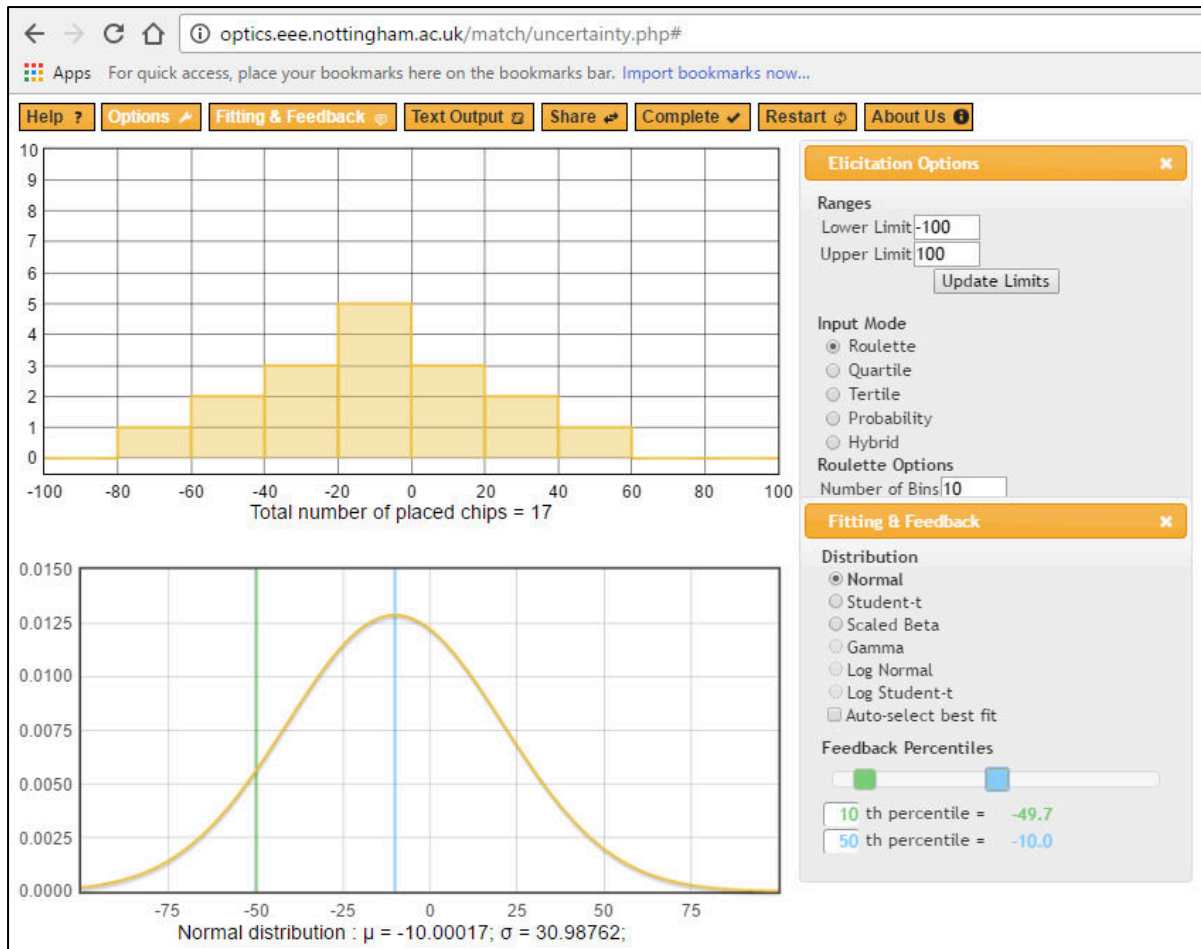 optics.eee.nottingham.ac.uk/match/uncertainty.php#
Apps For quick access, place your bookmarks here on the bookmarks bar. Import bookmarks now...
Help ? Options Fitting & Feedback Text Output Share Complete Restart About Us
10
9
8
7
6
5
4
3
2
1
0
-100 -80 -60 -40 -20 0 20 40 60 80 100
Total number of placed chips = 17
Elicitation Options
Ranges
Lower Limit -100
Upper Limit 100
Update Limits
Input Mode
Roulette
Quartile
Tertile
Probability
Hybrid
Roulette Options
Number of Bins 10
0.0150
0.0125
0.0100
0.0075
0.0050
0.0025
0.0000
-75 -50 -25 0 25 50 75
Normal distribution : μ = -10.00017; σ = 30.98762;
Fitting & Feedback
Distribution
Normal
Student-t
Scaled Beta
Gamma
Log Normal
Log Student-t
Auto-select best fit
Feedback Percentiles
10 th percentile = -49.7
50 th percentile = -10.0